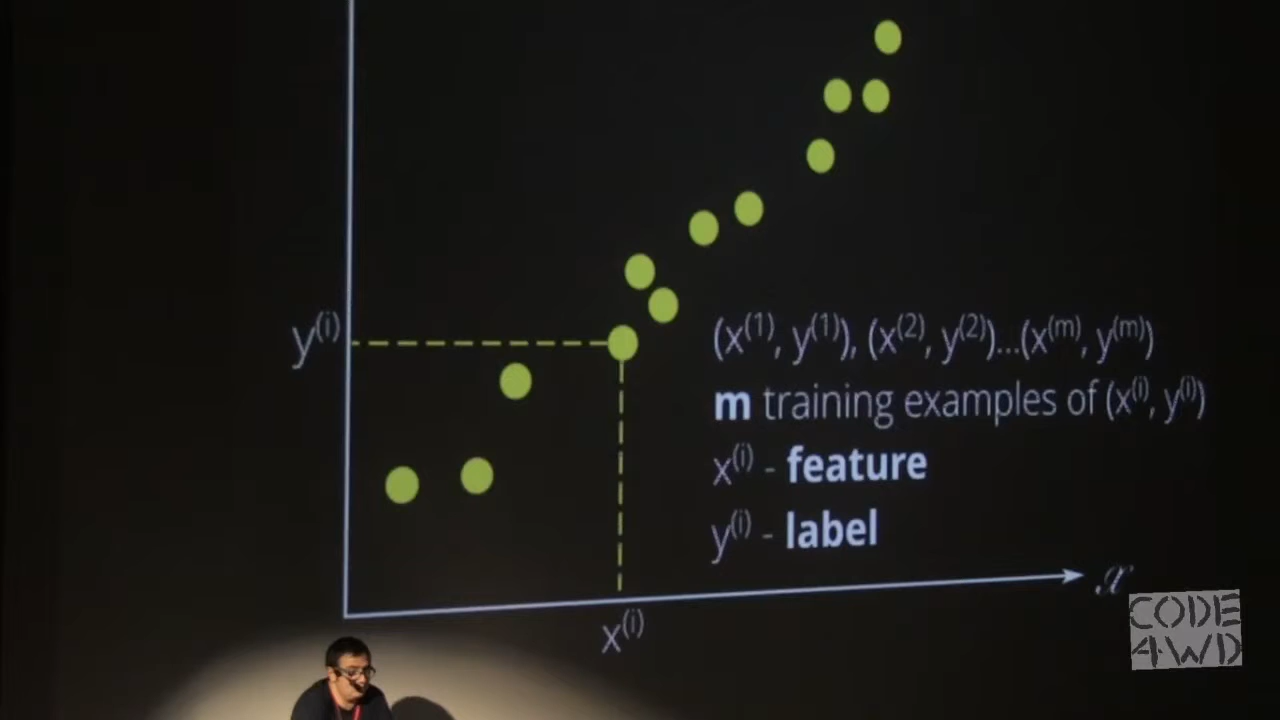 y⁽ⁱ⁾
(x⁽¹⁾, y⁽¹⁾), (x⁽²⁾, y⁽²⁾)...(x⁽ᵐ⁾, y⁽ᵐ⁾)
m training examples of (x⁽ⁱ⁾, y⁽ⁱ⁾)
x⁽ⁱ⁾ - feature
y⁽ⁱ⁾ - label
x
x⁽ⁱ⁾
CODE
4WD